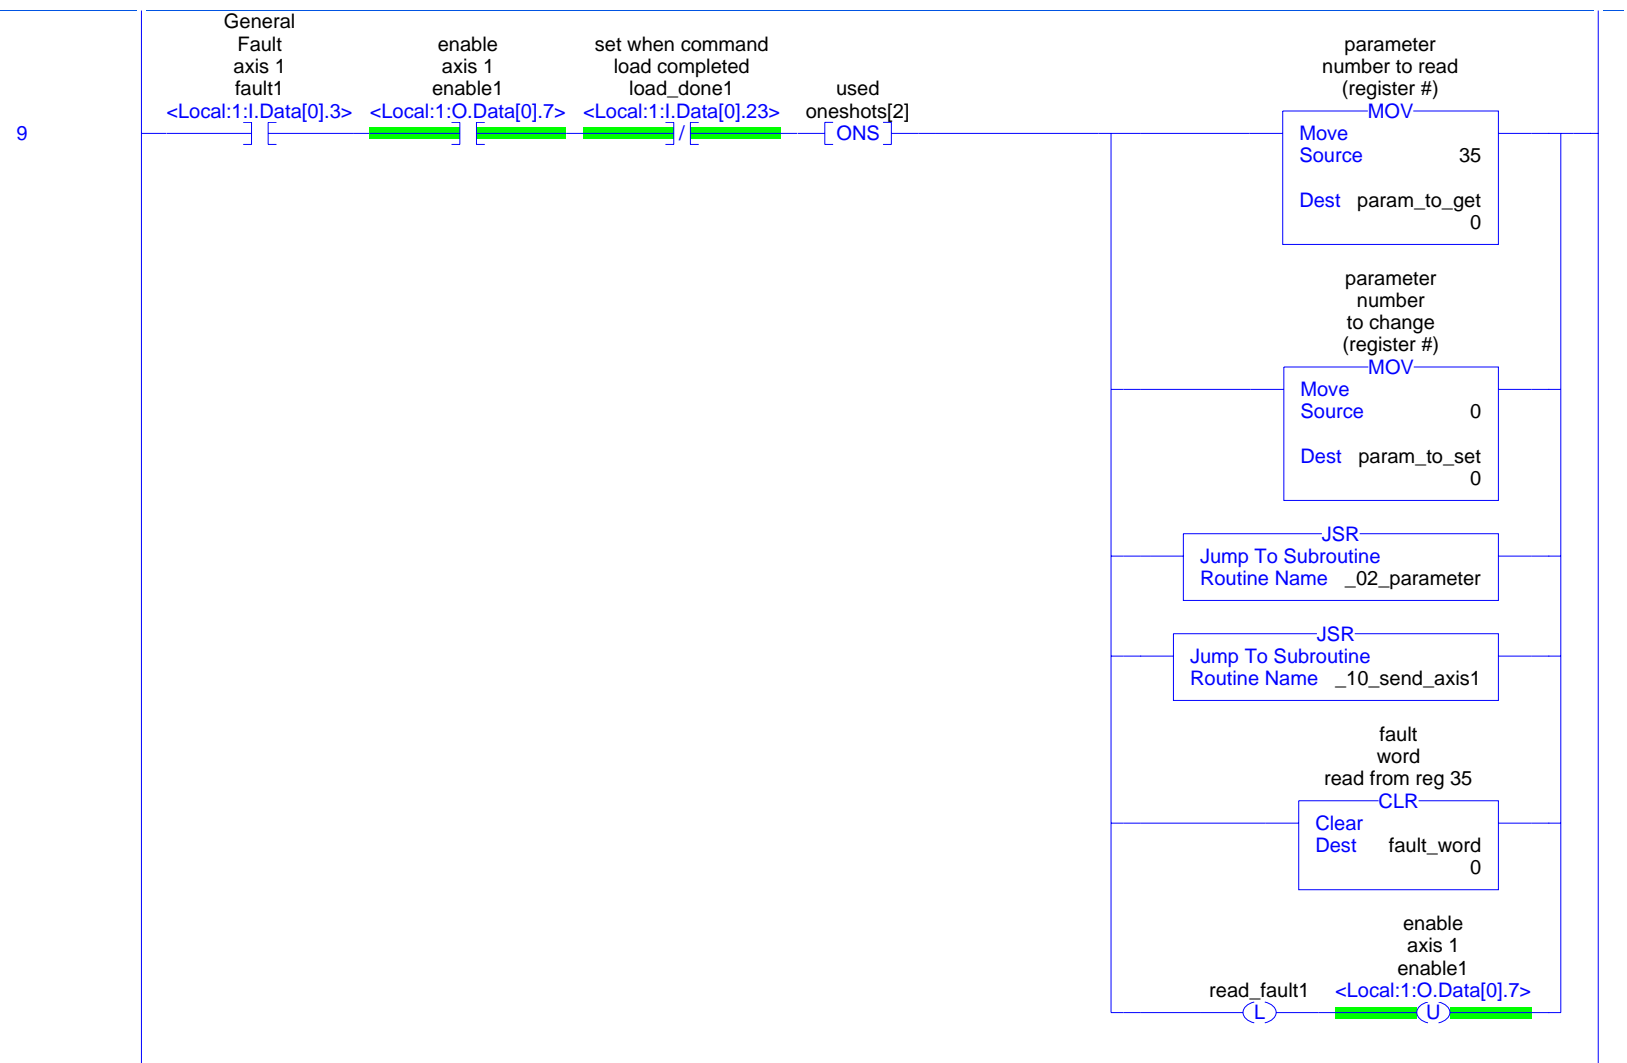 General
Fault
axis 1
fault1
<Local:1:I.Data[0].3>
enable
axis 1
enable1
<Local:1:O.Data[0].7>
set when command
load completed
load_done1
<Local:1:I.Data[0].23>
used
oneshots[2]
9
/
ONS
parameter
number to read
(register #)
MOV
Move
Source 35
Dest param_to_get
0
parameter
number
to change
(register #)
MOV
Move
Source 0
Dest param_to_set
0
JSR
Jump To Subroutine
Routine Name _02_parameter
JSR
Jump To Subroutine
Routine Name _10_send_axis1
fault
word
read from reg 35
CLR
Clear
Dest fault_word
0
read_fault1
L
enable
axis 1
enable1
<Local:1:O.Data[0].7>
U